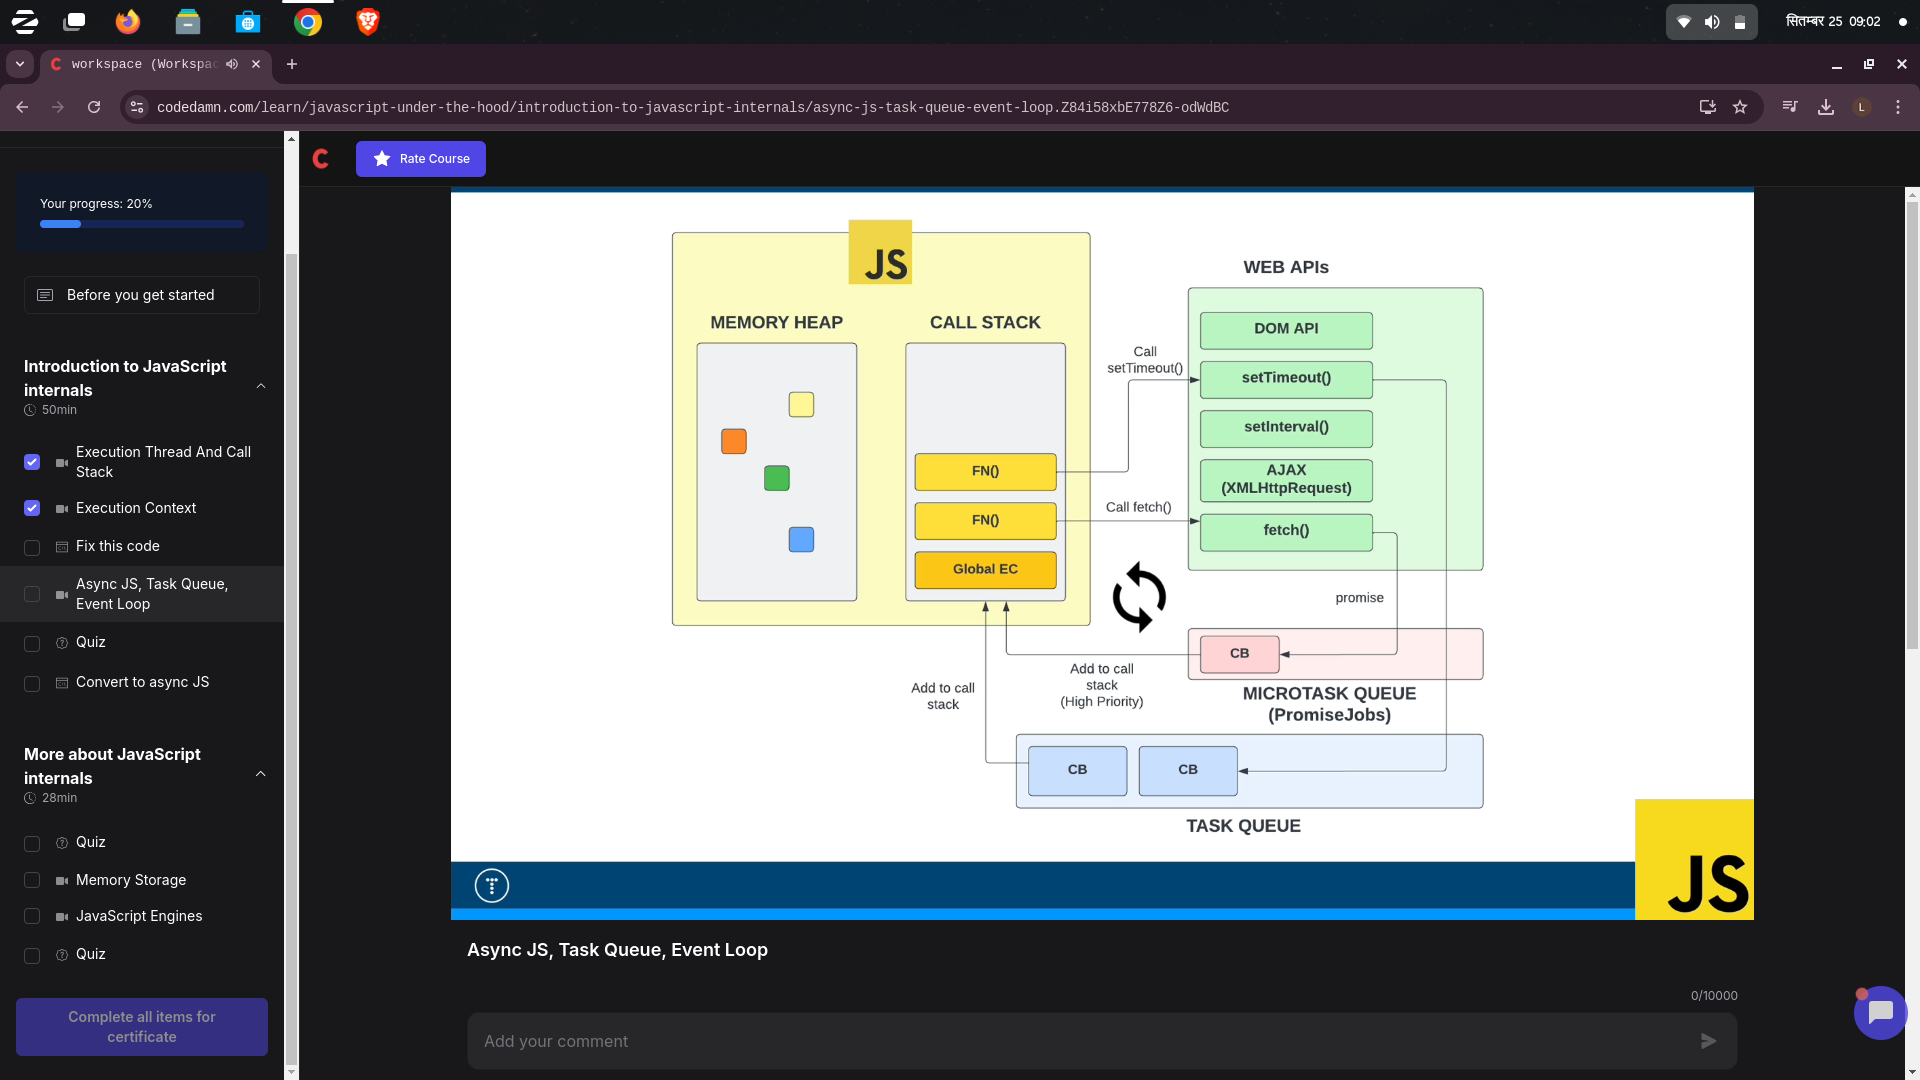 सितम्बर 25 09:02
workspace (Workspac
codedamn.com/learn/javascript-under-the-hood/introduction-to-javascript-internals/async-js-task-queue-event-loop.Z84i58xbE778Z6-odWdBC
L
Rate Course
Your progress: 20%
Before you get started
Introduction to JavaScript
internals
50min
Execution Thread And Call
Stack
Execution Context
Fix this code
Async JS, Task Queue,
Event Loop
Quiz
Convert to async JS
More about JavaScript
internals
28min
Quiz
Memory Storage
JavaScript Engines
Quiz
Complete all items for
certificate
JS
MEMORY HEAP
CALL STACK
FN()
FN()
Global EC
Call
setTimeout()
Call fetch()
WEB APIs
DOM API
setTimeout()
setInterval()
AJAX
(XMLHttpRequest)
fetch()
promise
CB
MICROTASK QUEUE
(PromiseJobs)
Add to call
stack
(High Priority)
Add to call
stack
CB
CB
TASK QUEUE
JS
Async JS, Task Queue, Event Loop
0/10000
Add your comment